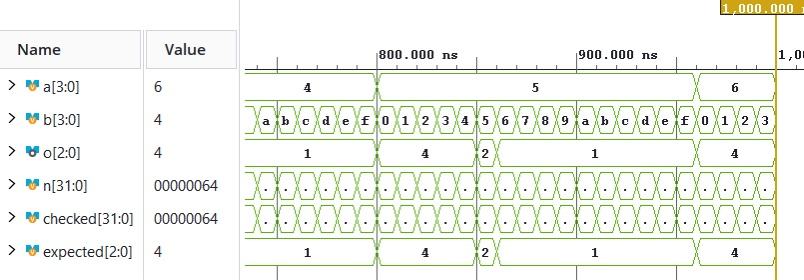 1,000.000 n
Name Value
800.000 ns 900.000 ns 1,00
a[3:0] 6 4 5 6
b[3:0] 4 a b c d e f 0 1 2 3 4 5 6 7 8 9 a b c d e f 0 1 2 3
o[2:0] 4 1 4 2 1 4
n[31:0] 00000064 . . . . . . . . . . . . . . . . . . . . . . . . . .
checked[31:0] 00000064 . . . . . . . . . . . . . . . . . . . . . . . . . .
expected[2:0] 4 1 4 2 1 4